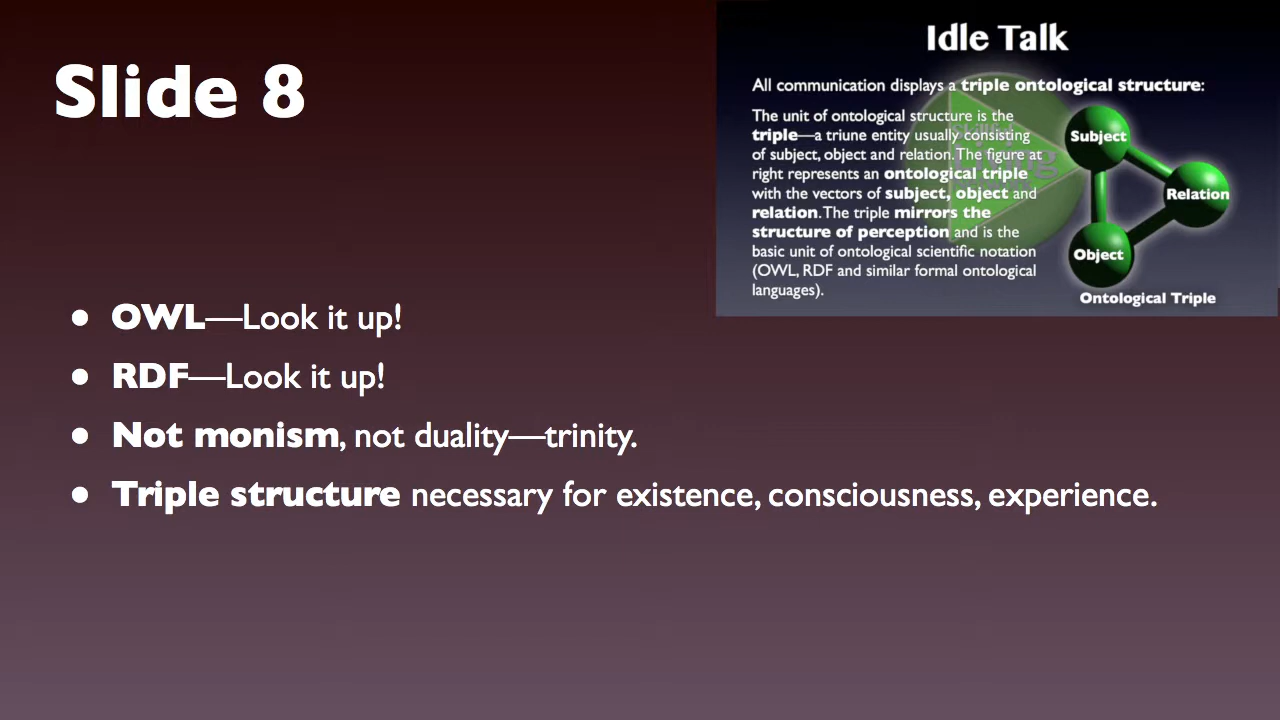 Slide 8
Idle Talk
All communication displays a triple ontological structure:
The unit of ontological structure is the
triple—a triune entity usually consisting
of subject, object and relation. The figure at
right represents an ontological triple
with the vectors of subject, object and
relation. The triple mirrors the
structure of perception and is the
basic unit of ontological scientific notation
(OWL, RDF and similar formal ontological
languages).
Subject
Relation
Object
Ontological Triple
• OWL—Look it up!
• RDF—Look it up!
• Not monism, not duality—trinity.
• Triple structure necessary for existence, consciousness, experience.